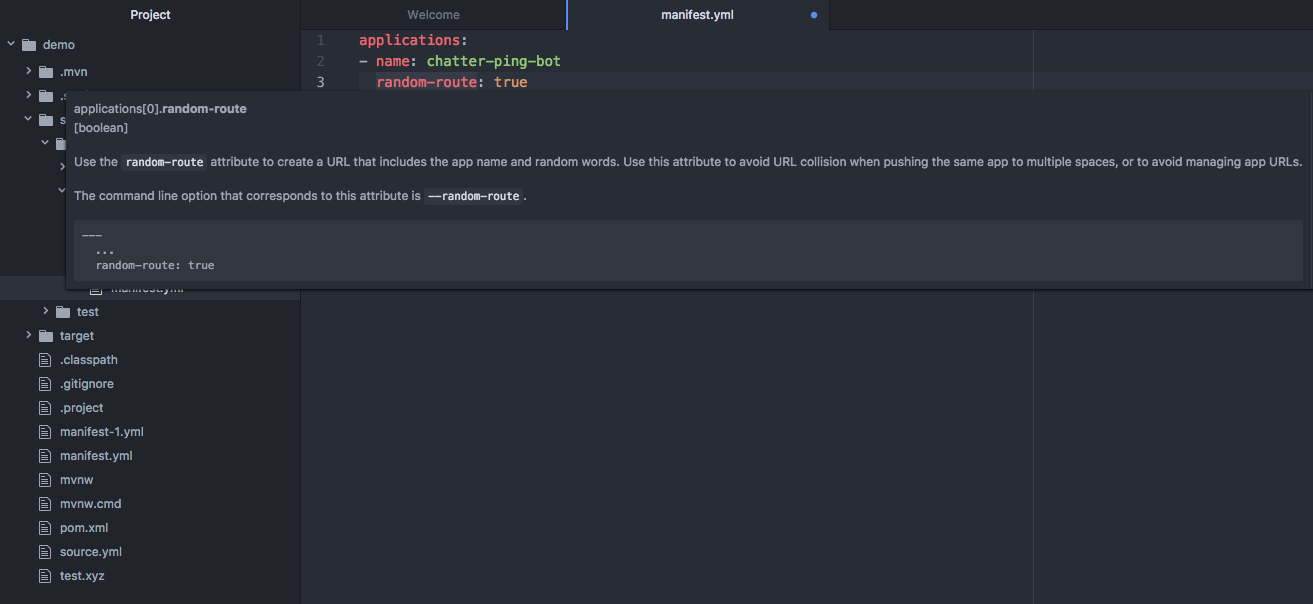 Project
Welcome
manifest.yml
demo
.mvn
1 applications:
2 - name: chatter-ping-bot
3 random-route: true
applications[0].random-route
[boolean]
Use the random-route attribute to create a URL that includes the app name and random words. Use this attribute to avoid URL collision when pushing the same app to multiple spaces, or to avoid managing app URLs.
The command line option that corresponds to this attribute is --random-route.
---
...
random-route: true
manifest.yml
test
target
.classpath
.gitignore
.project
manifest-1.yml
manifest.yml
mvnw
mvnw.cmd
pom.xml
source.yml
test.xyz